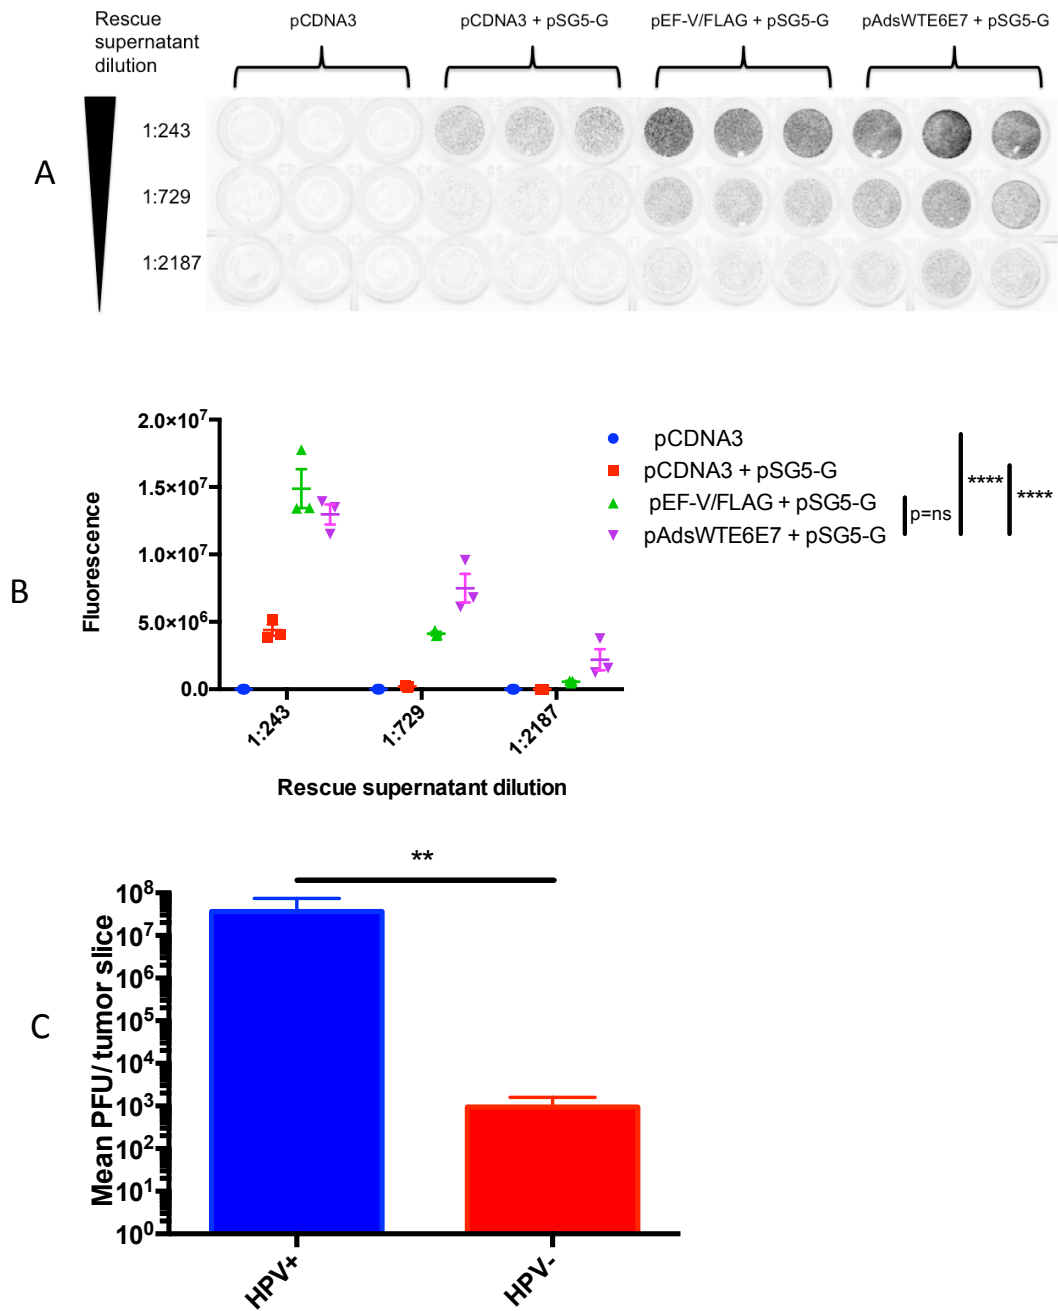 Rescue
supernatant
dilution
pCDNA3
pCDNA3 + pSG5-G
pEF-V/FLAG + pSG5-G
pAdsWTE6E7 + pSG5-G
A
1:243
1:729
1:2187
B
Fluorescence
2.0×10⁷
1.5×10⁷
1.0×10⁷
5.0×10⁶
0.0
1:243
1:729
1:2187
Rescue supernatant dilution
pCDNA3
pCDNA3 + pSG5-G
pEF-V/FLAG + pSG5-G
pAdsWTE6E7 + pSG5-G
p=ns
****
****
C
**
Mean PFU/ tumor slice
10⁸
10⁷
10⁶
10⁵
10⁴
10³
10²
10¹
10⁰
HPV+
HPV-